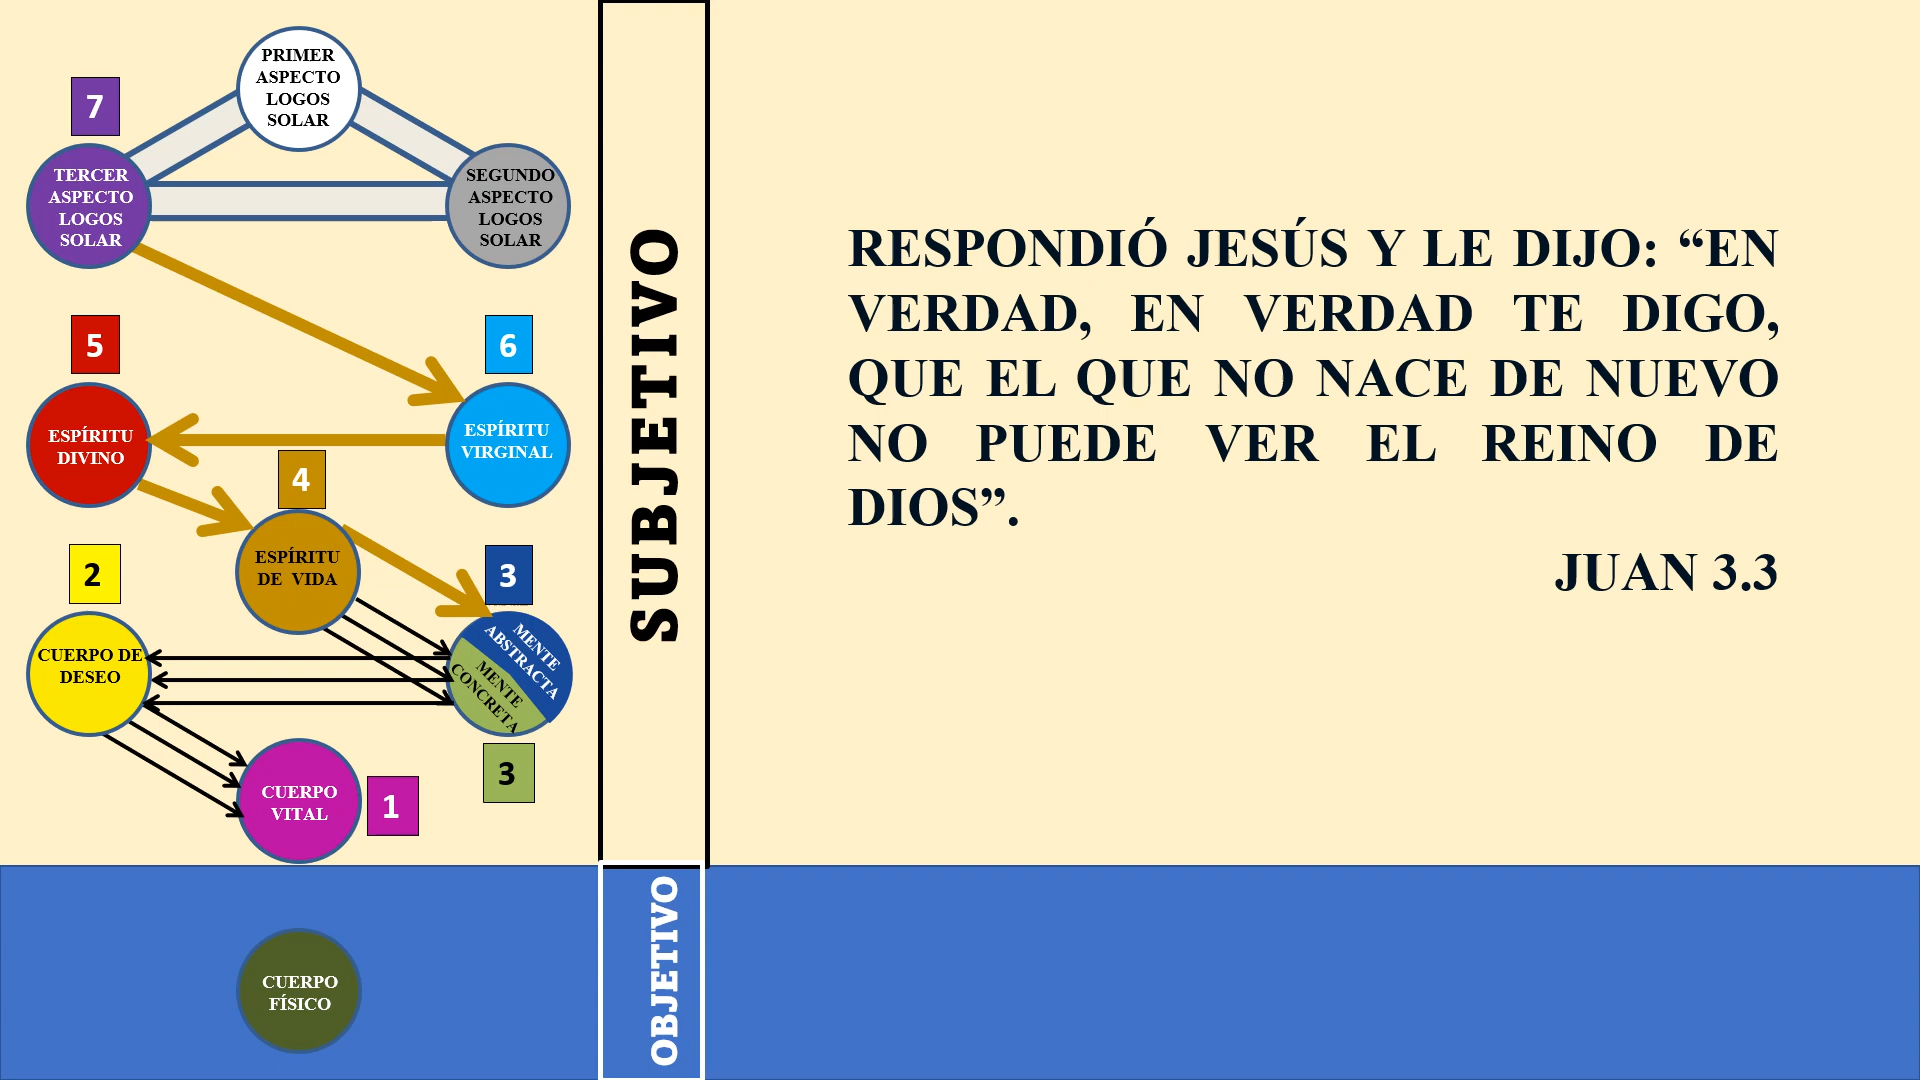 PRIMER
ASPECTO
LOGOS
SOLAR
7
TERCER
ASPECTO
LOGOS
SOLAR
SEGUNDO
ASPECTO
LOGOS
SOLAR
5
6
ESPÍRITU
DIVINO
ESPÍRITU
VIRGINAL
4
ESPÍRITU
DE VIDA
2
3
CUERPO DE
DESEO
MENTE
ABSTRACTA
MENTE
CONCRETA
3
CUERPO
VITAL
1
CUERPO
FÍSICO
SUBJETIVO
OBJETIVO
RESPONDIÓ JESÚS Y LE DIJO: “EN
VERDAD, EN VERDAD TE DIGO,
QUE EL QUE NO NACE DE NUEVO
NO PUEDE VER EL REINO DE
DIOS”.
JUAN 3.3